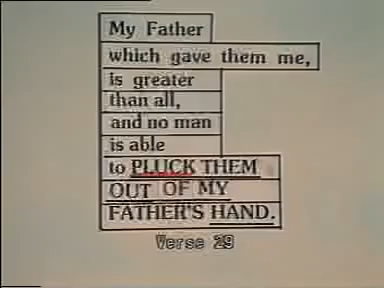 My Father
which gave them me,
is greater
than all,
and no man
is able
to PLUCK THEM
OUT OF MY
FATHER'S HAND.
Verse 29